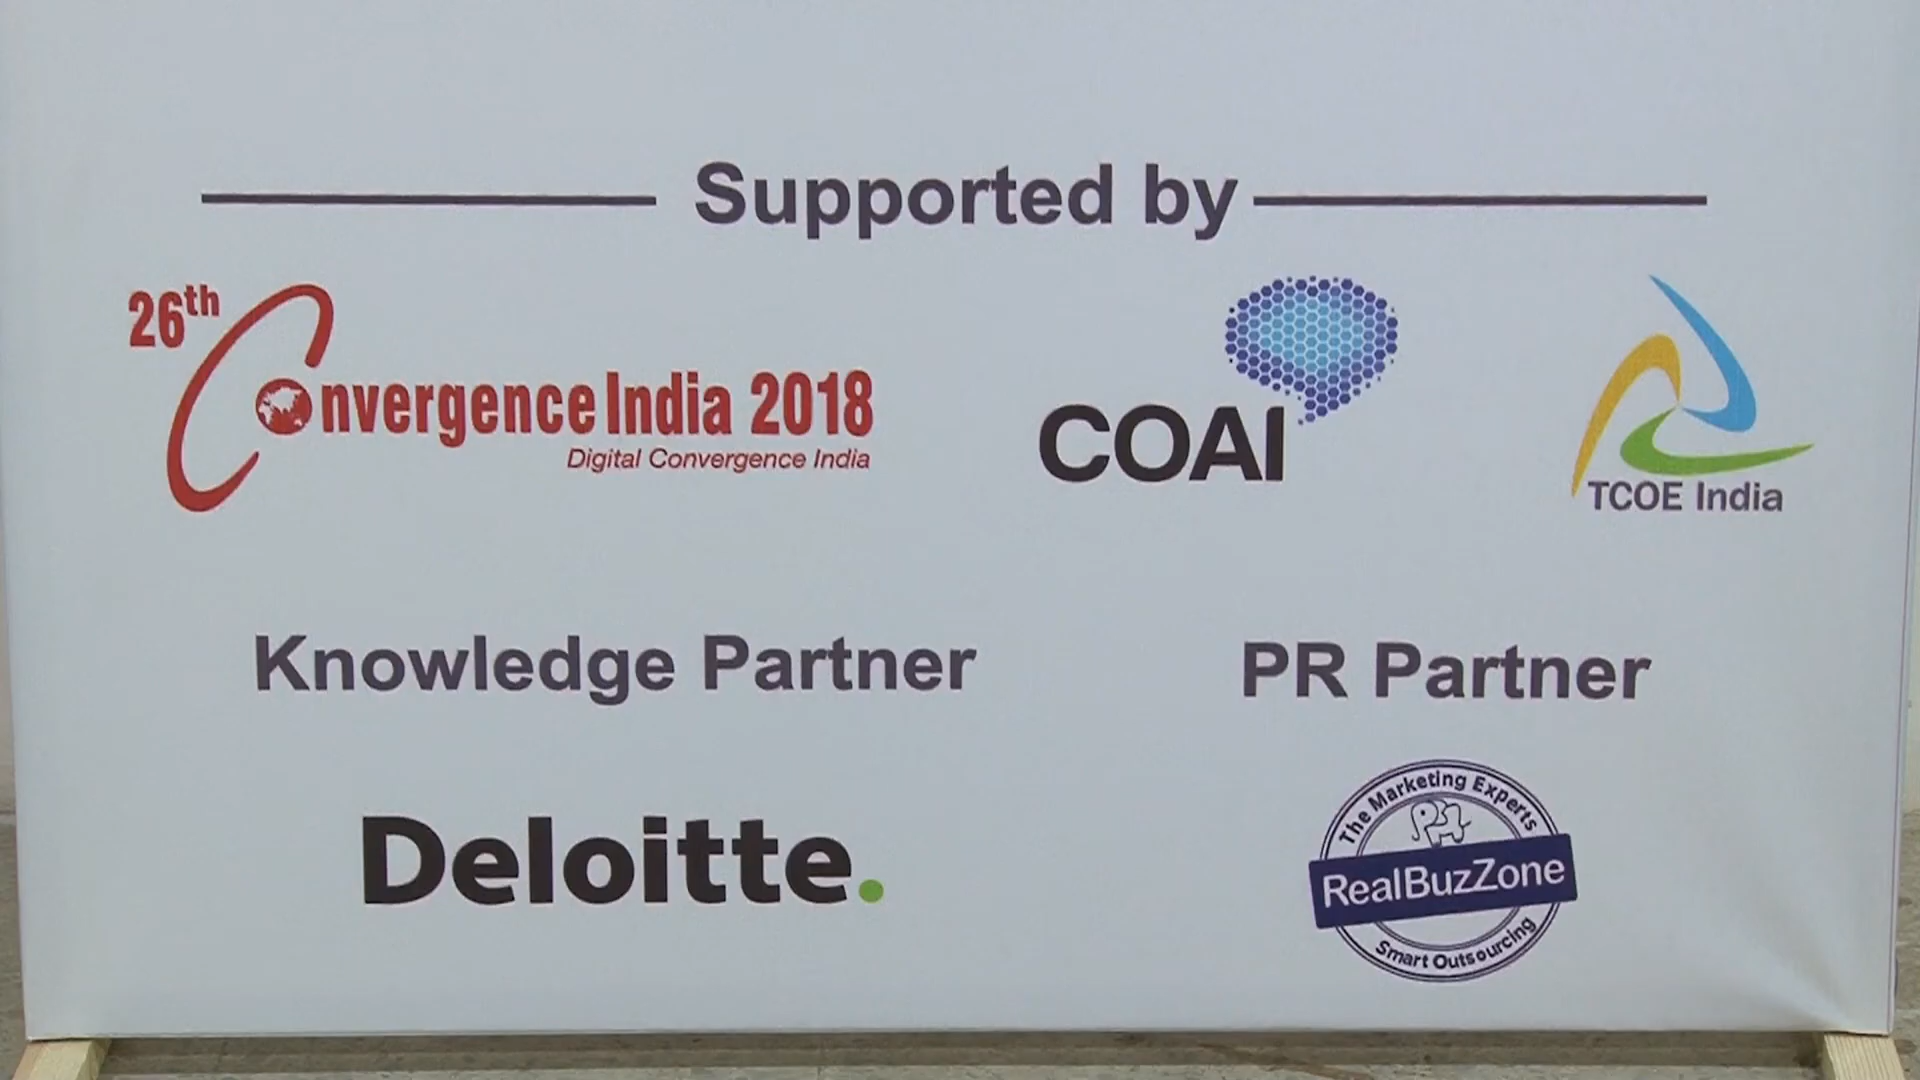 Supported by
26th
Convergence India 2018
Digital Convergence India
COAI
TCOE India
Knowledge Partner
PR Partner
Deloitte.
The Marketing Experts
RealBuzZone
Smart Outsourcing